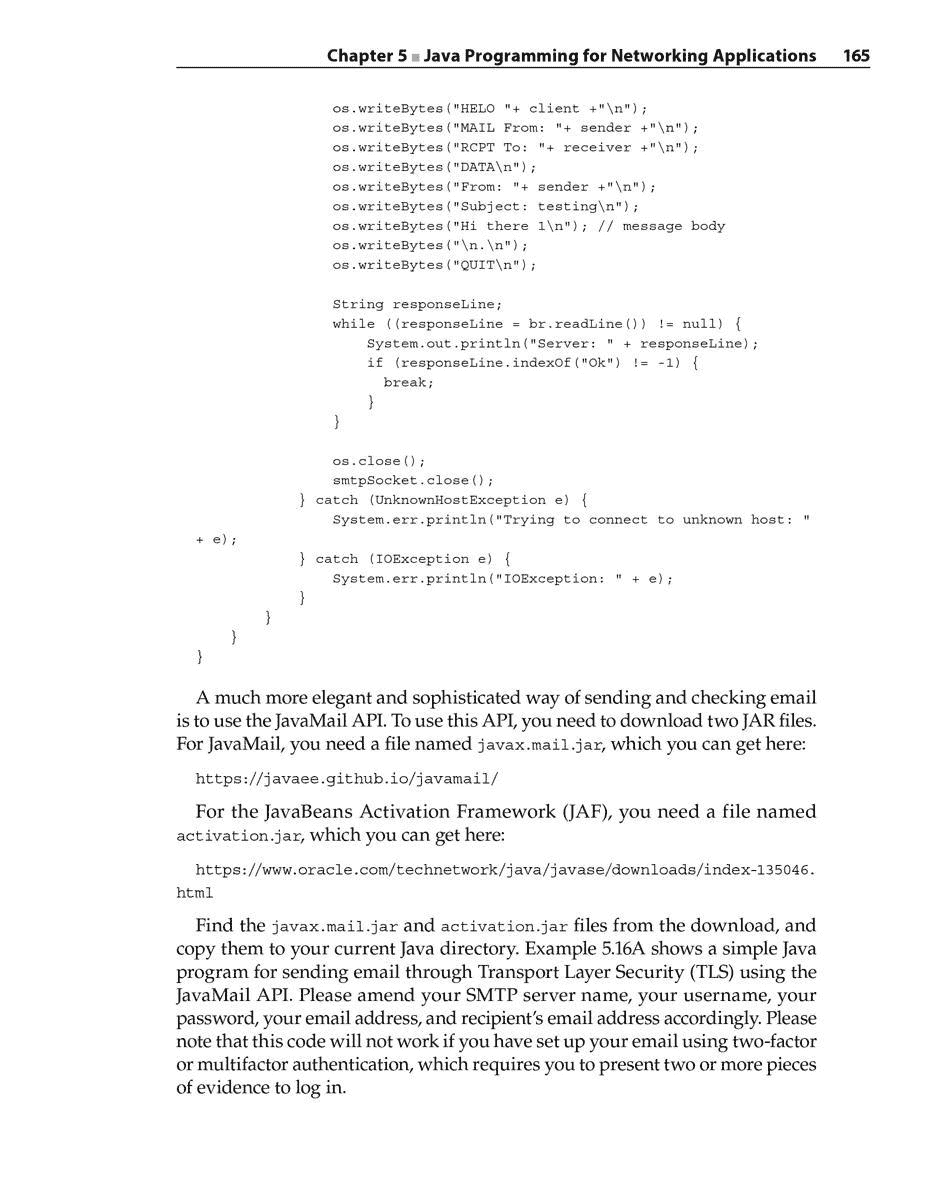 Chapter 5 ■ Java Programming for Networking Applications 165
os.writeBytes("HELO "+ client +"\n");
os.writeBytes("MAIL From: "+ sender +"\n");
os.writeBytes("RCPT To: "+ receiver +"\n");
os.writeBytes("DATA\n");
os.writeBytes("From: "+ sender +"\n");
os.writeBytes("Subject: testing\n");
os.writeBytes("Hi there 1\n"); // message body
os.writeBytes("\n.\n");
os.writeBytes("QUIT\n");
String responseLine;
while ((responseLine = br.readLine()) != null) {
System.out.println("Server: " + responseLine);
if (responseLine.indexOf("Ok") != -1) {
break;
}
}
os.close();
smtpSocket.close();
} catch (UnknownHostException e) {
System.err.println("Trying to connect to unknown host: "
+ e);
} catch (IOException e) {
System.err.println("IOException: " + e);
}
}
}
}
A much more elegant and sophisticated way of sending and checking email
is to use the JavaMail API. To use this API, you need to download two JAR files.
For JavaMail, you need a file named javax.mail.jar, which you can get here:
https://javaee.github.io/javamail/
For the JavaBeans Activation Framework (JAF), you need a file named
activation.jar, which you can get here:
https://www.oracle.com/technetwork/java/javase/downloads/index-135046.
html
Find the javax.mail.jar and activation.jar files from the download, and
copy them to your current Java directory. Example 5.16A shows a simple Java
program for sending email through Transport Layer Security (TLS) using the
JavaMail API. Please amend your SMTP server name, your username, your
password, your email address, and recipient's email address accordingly. Please
note that this code will not work if you have set up your email using two-factor
or multifactor authentication, which requires you to present two or more pieces
of evidence to log in.